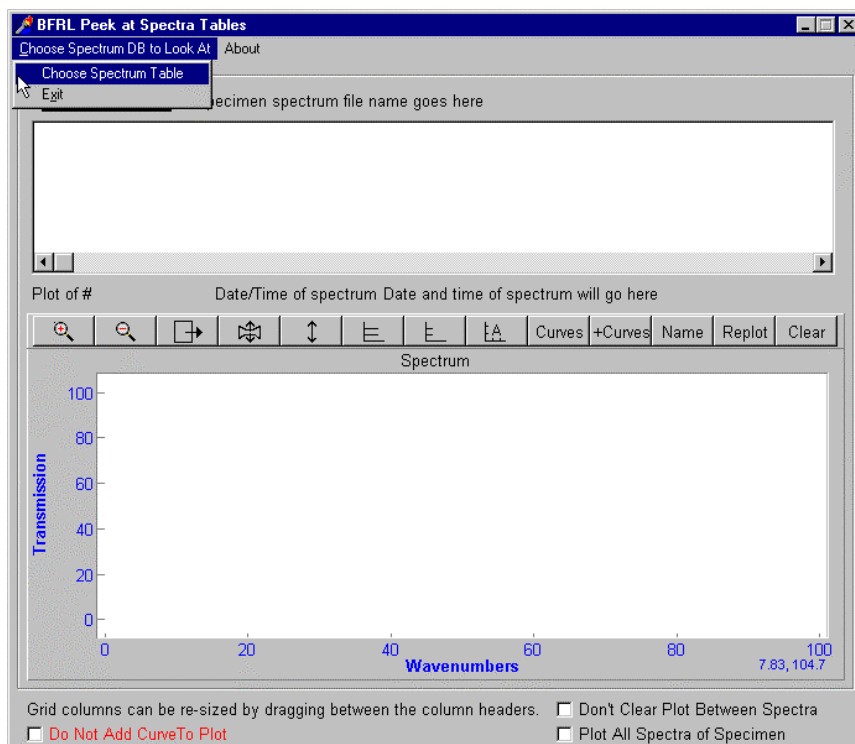 BFRL Peek at Spectra Tables
Choose Spectrum DB to Look At About
Choose Spectrum Table
Exit
pecimen spectrum file name goes here
Plot of # Date/Time of spectrum Date and time of spectrum will go here
A Curves +Curves Name Replot Clear
Spectrum
100
80
60
40
20
0
Transmission
0 20 40 60 80 100
Wavenumbers
7.83, 104.7
Grid columns can be re-sized by dragging between the column headers. Don't Clear Plot Between Spectra
Do Not Add CurveTo Plot Plot All Spectra of Specimen